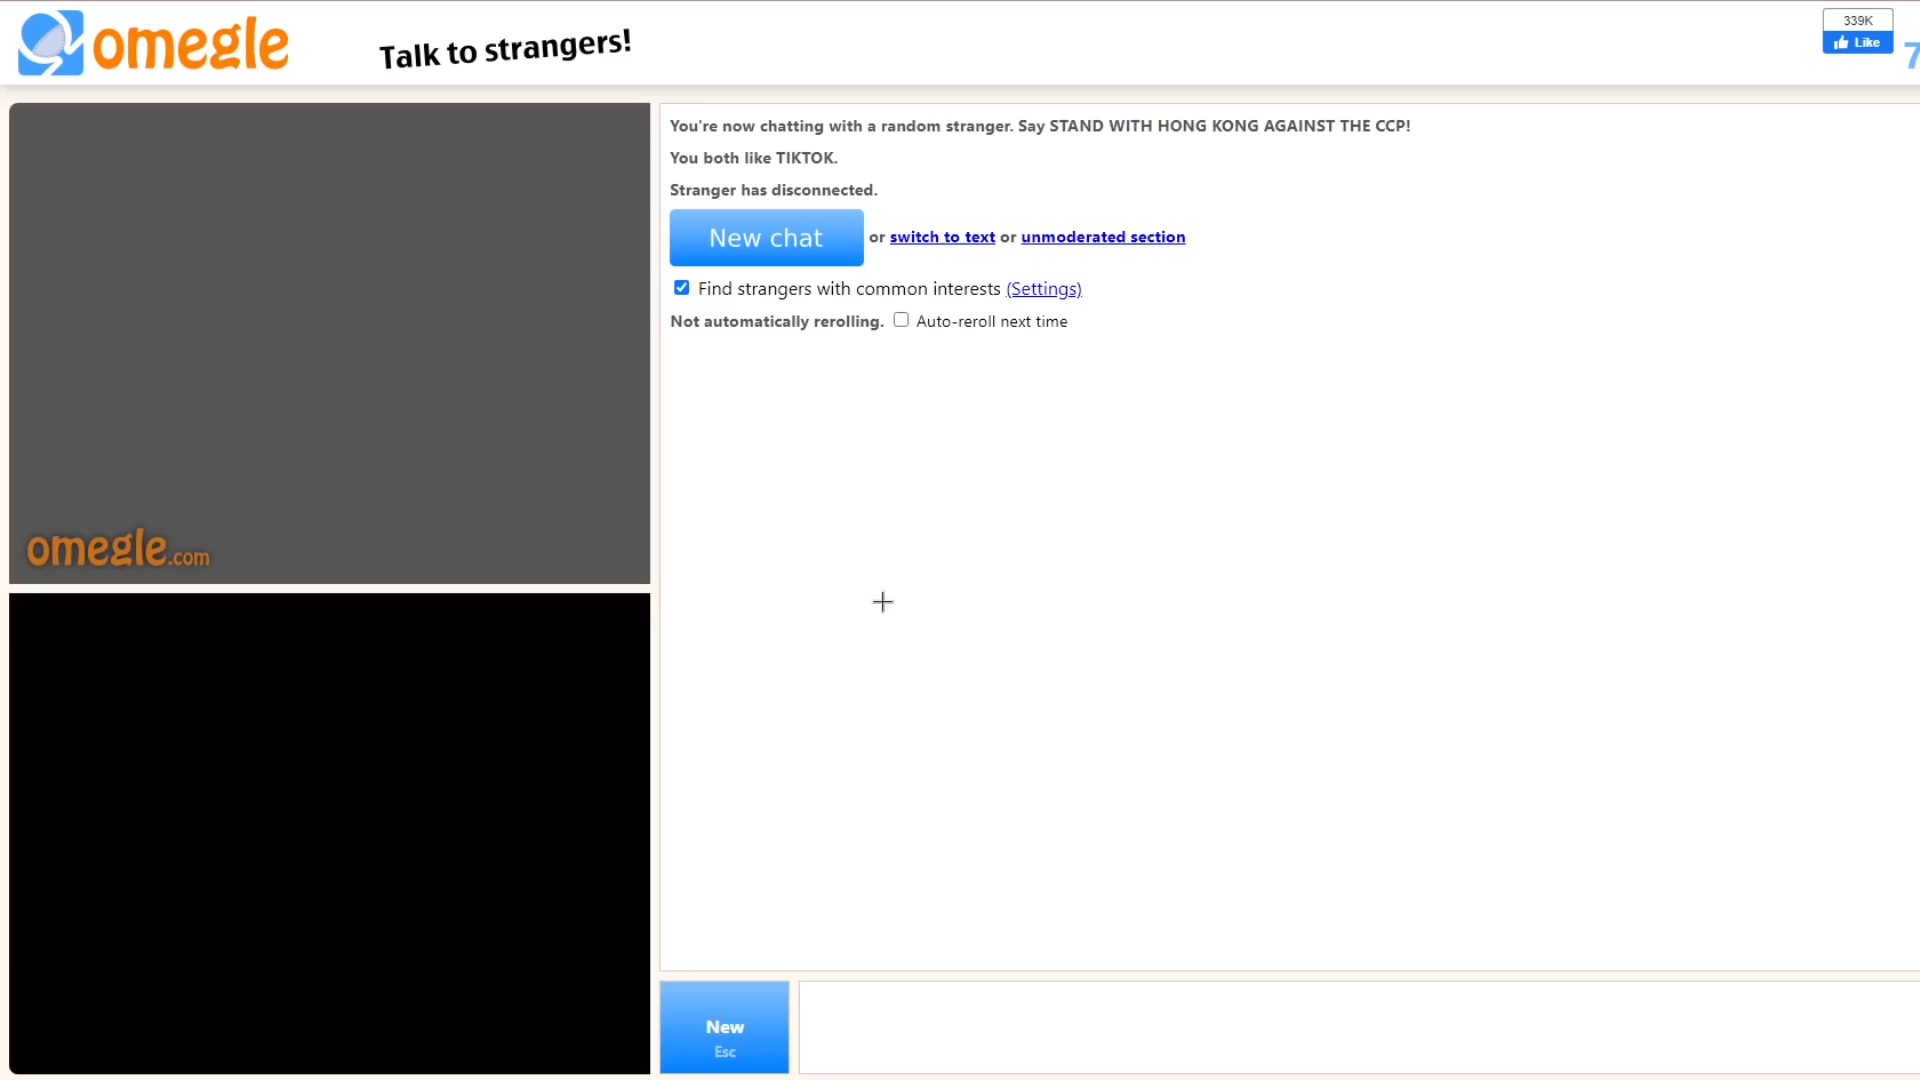 omegle
Talk to strangers!
339K
Like
7
You're now chatting with a random stranger. Say STAND WITH HONG KONG AGAINST THE CCP!
You both like TIKTOK.
Stranger has disconnected.
New chat or switch to text or unmoderated section
Find strangers with common interests (Settings)
Not automatically rerolling. Auto-reroll next time
omegle.com
New
Esc